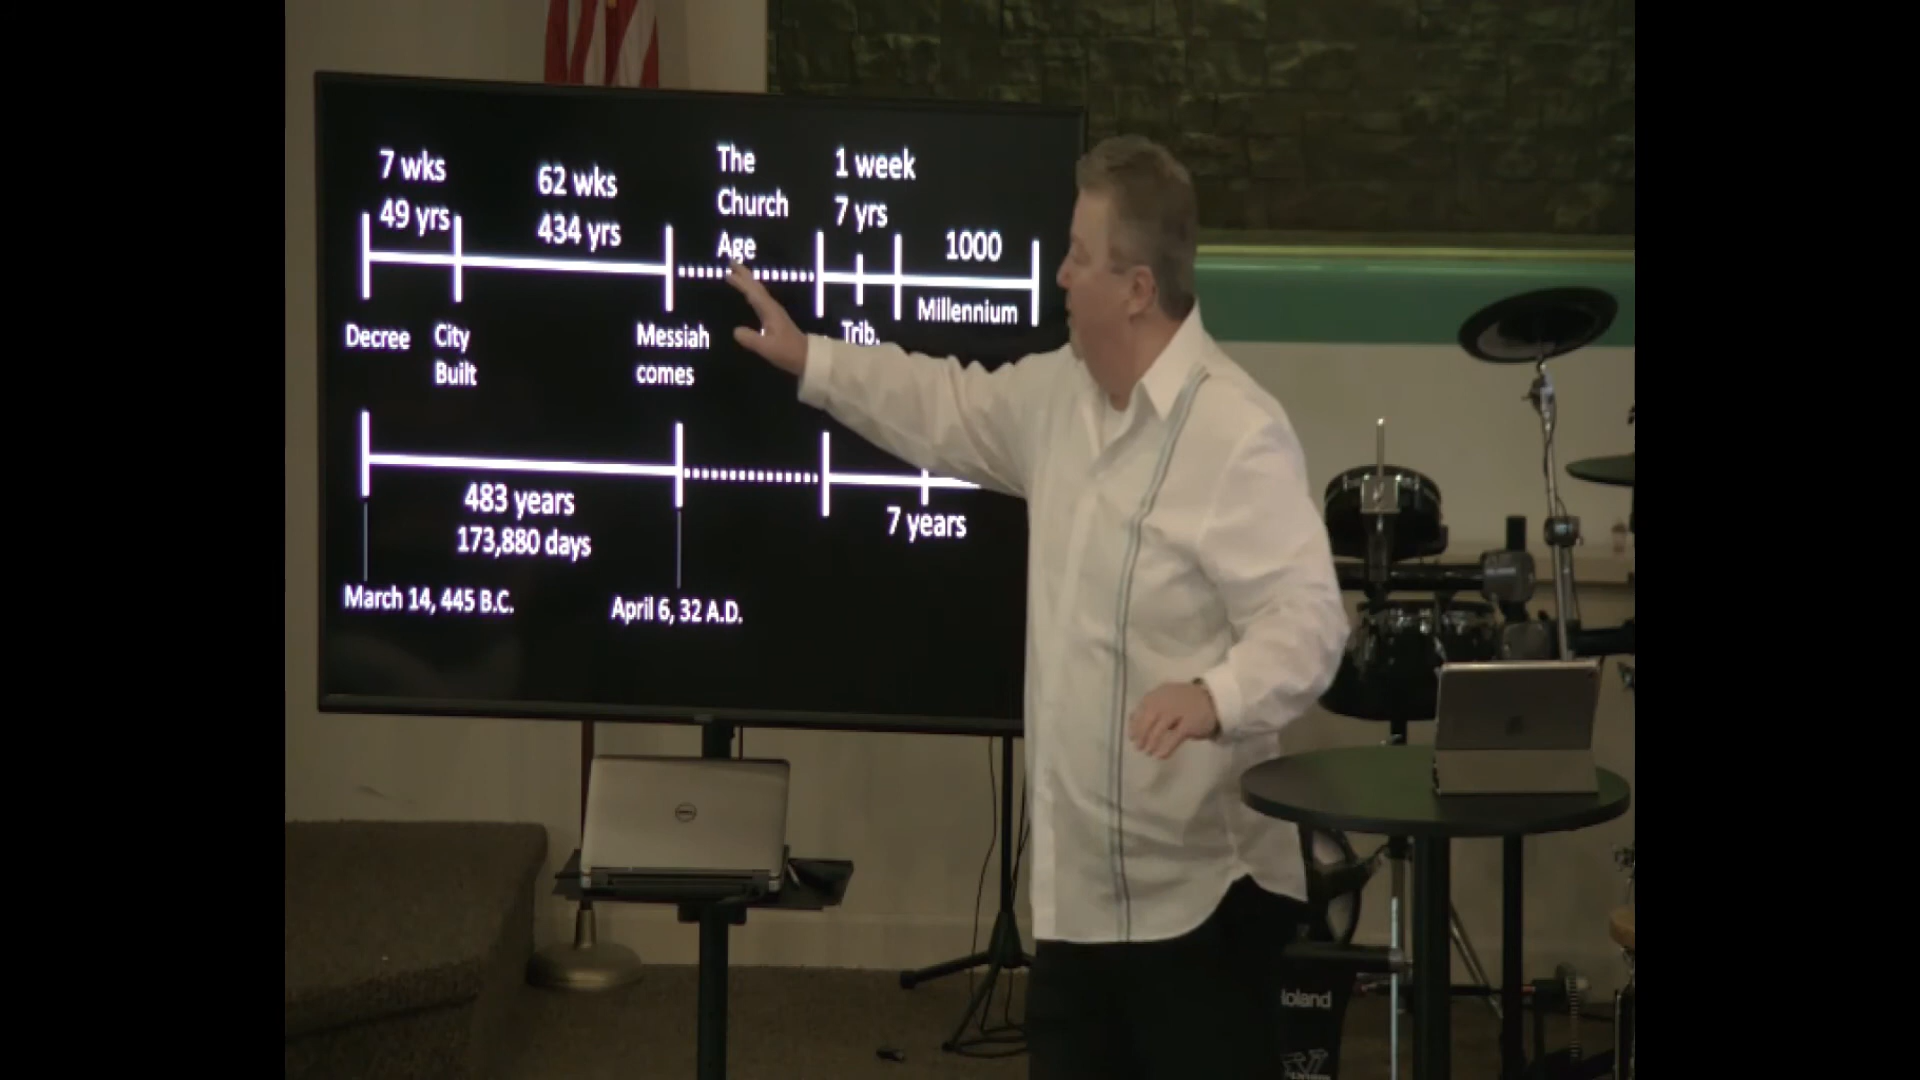 7 wks
49 yrs
62 wks
434 yrs
The
Church
Age
1 week
7 yrs
1000
Millennium
Decree
City
Built
Messiah
comes
Trib.
483 years
173,880 days
7 years
March 14, 445 B.C.
April 6, 32 A.D.
DELL
Roland